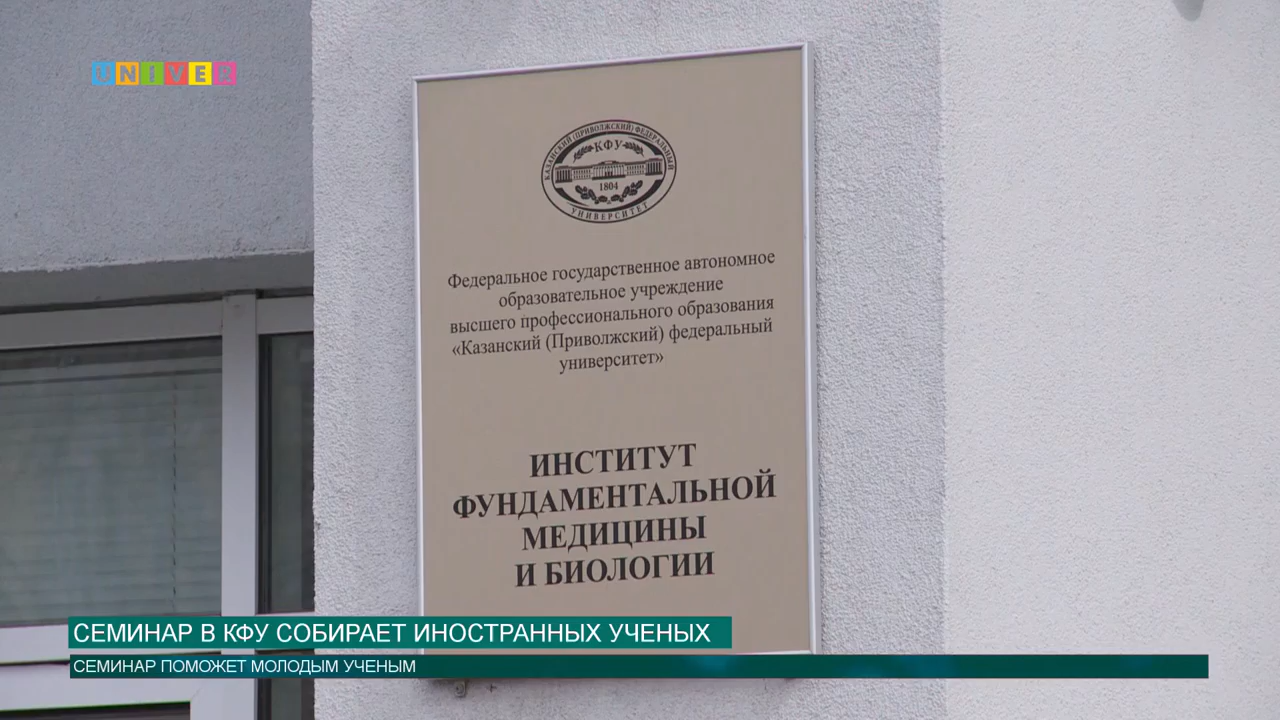 UNIVER
КАЗАНСКИЙ (ПРИВОЛЖСКИЙ) ФЕДЕРАЛЬНЫЙ
КФУ
1804
УНИВЕРСИТЕТ
Федеральное государственное автономное
образовательное учреждение
высшего профессионального образования
«Казанский (Приволжский) федеральный
университет»
ИНСТИТУТ
ФУНДАМЕНТАЛЬНОЙ
МЕДИЦИНЫ
И БИОЛОГИИ
СЕМИНАР В КФУ СОБИРАЕТ ИНОСТРАННЫХ УЧЕНЫХ
СЕМИНАР ПОМОЖЕТ МОЛОДЫМ УЧЕНЫМ